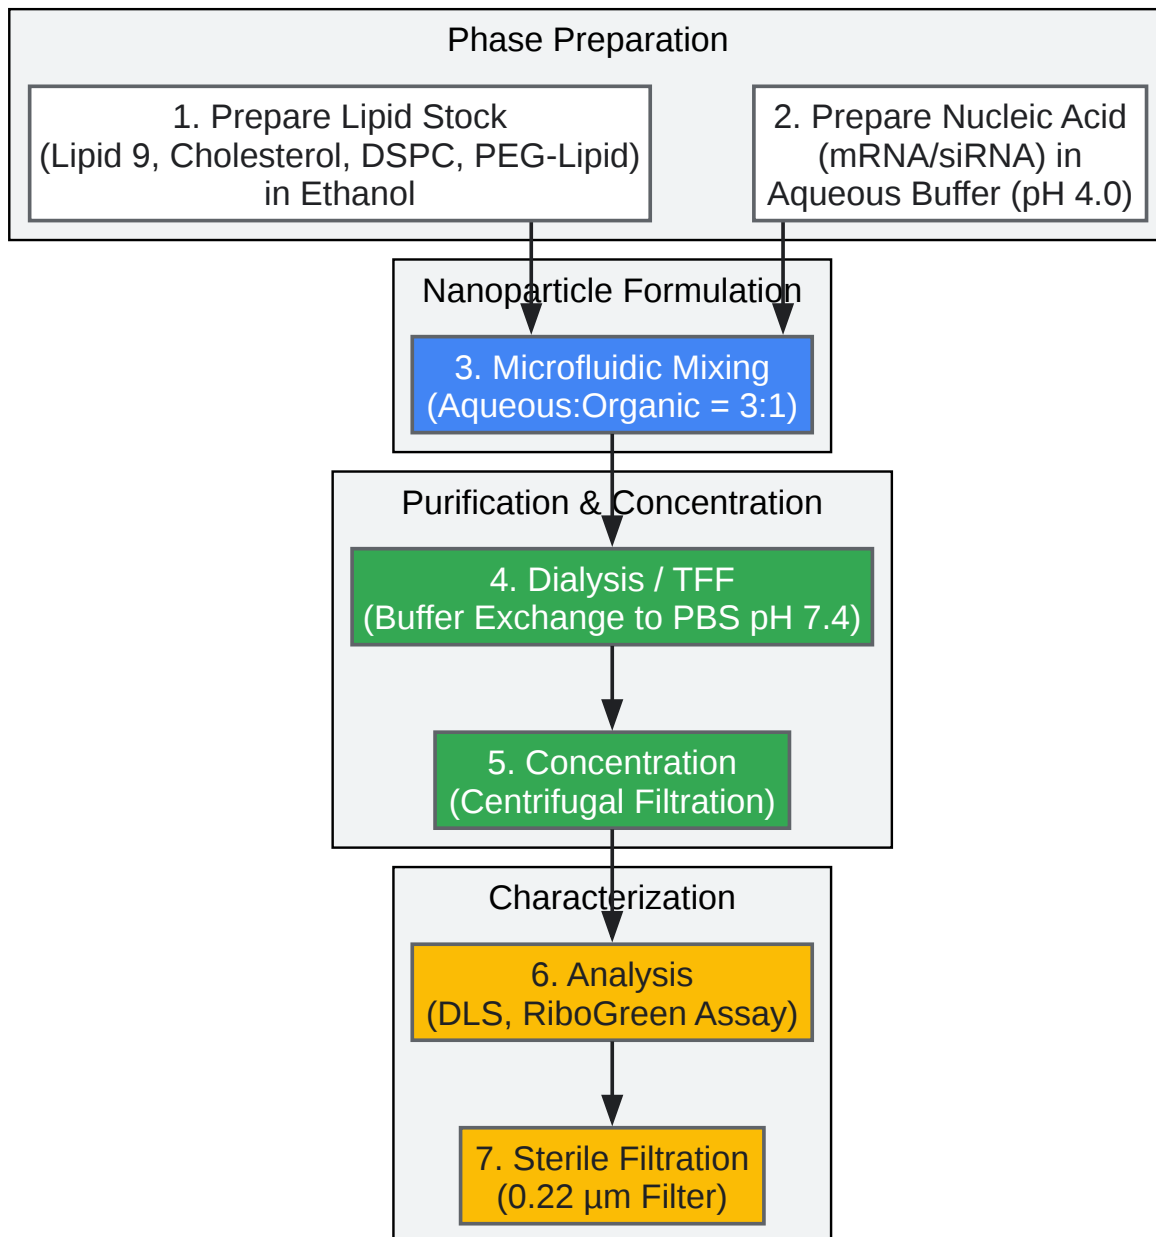 Phase Preparation
1. Prepare Lipid Stock
(Lipid 9, Cholesterol, DSPC, PEG-Lipid)
in Ethanol
2. Prepare Nucleic Acid
(mRNA/siRNA) in
Aqueous Buffer (pH 4.0)
Nanoparticle Formulation
3. Microfluidic Mixing
(Aqueous:Organic = 3:1)
Purification & Concentration
4. Dialysis / TFF
(Buffer Exchange to PBS pH 7.4)
5. Concentration
(Centrifugal Filtration)
Characterization
6. Analysis
(DLS, RiboGreen Assay)
7. Sterile Filtration
(0.22 µm Filter)